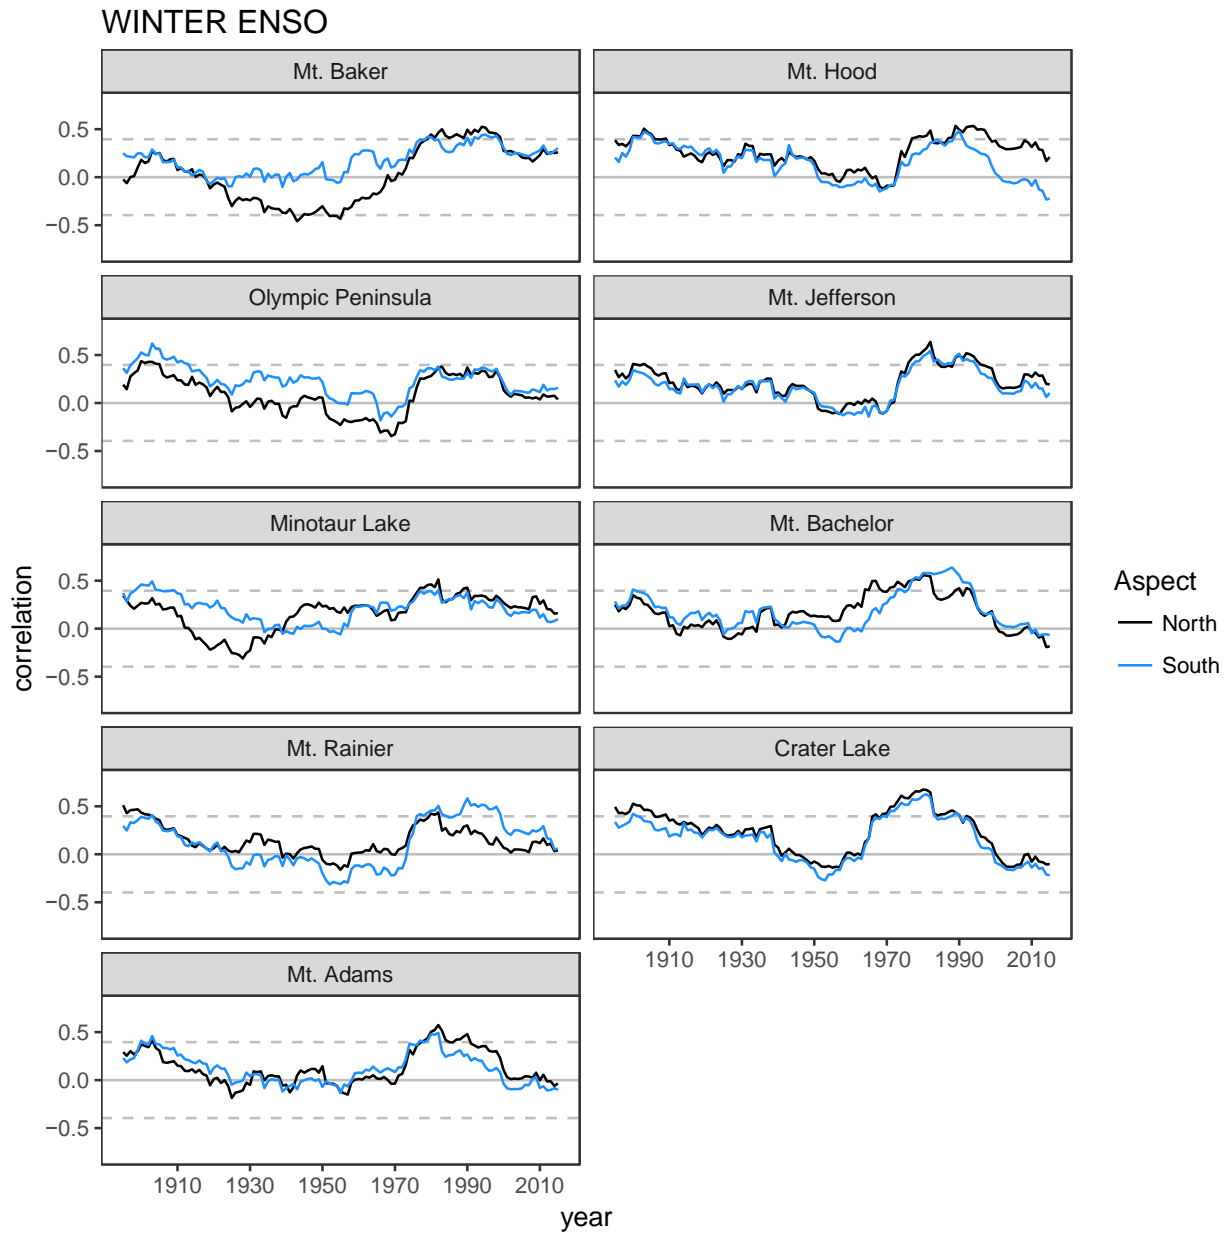 WINTER ENSO
Mt. Baker
Mt. Hood
0.5
0.0
−0.5
Olympic Peninsula
Mt. Jefferson
0.5
0.0
−0.5
Minotaur Lake
Mt. Bachelor
0.5
0.0
−0.5
correlation
Aspect
North
South
Mt. Rainier
Crater Lake
0.5
0.0
−0.5
1910 1930 1950 1970 1990 2010
Mt. Adams
0.5
0.0
−0.5
1910 1930 1950 1970 1990 2010
year